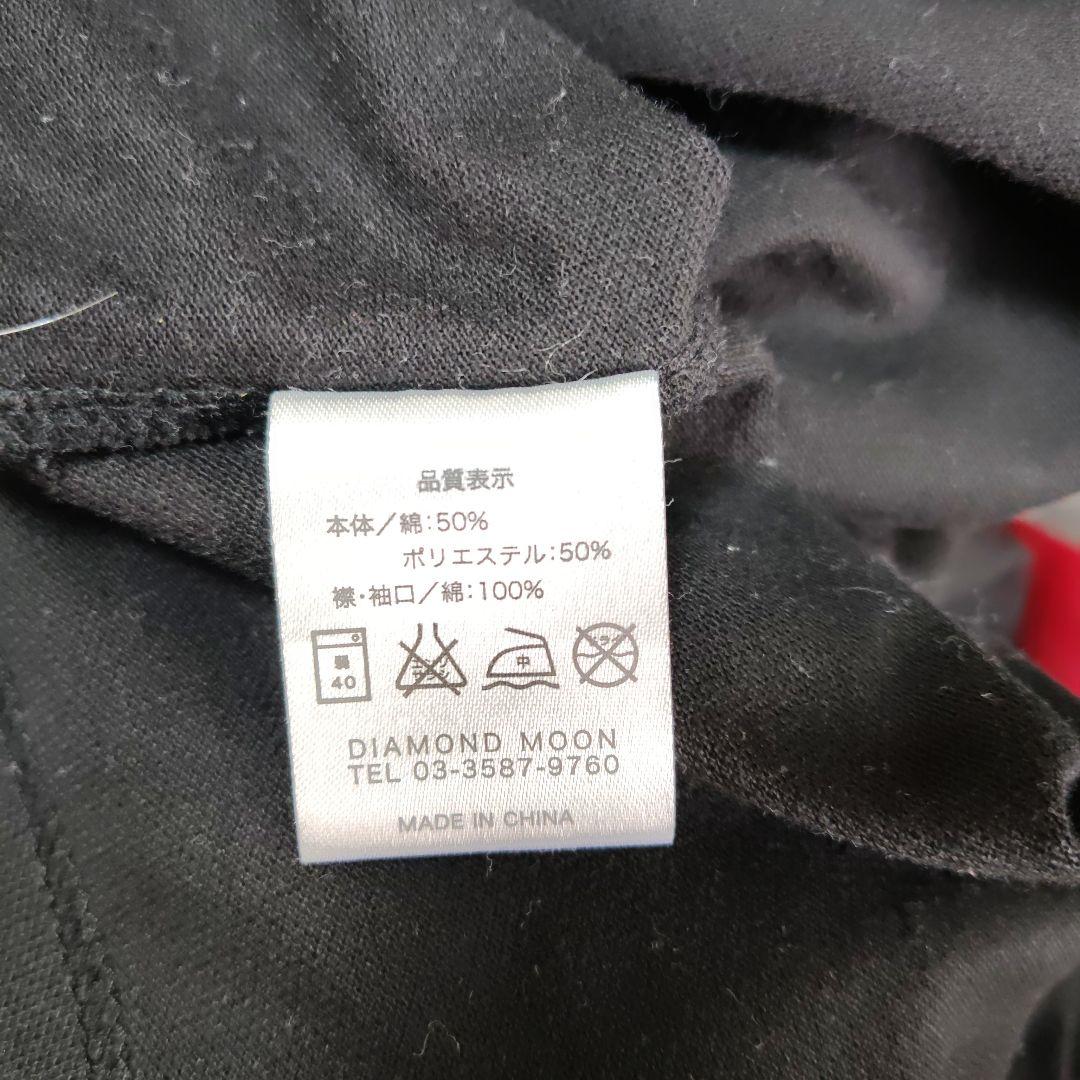 品質表示
本体/綿:50%
ポリエステル:50%
襟・袖口/綿:100%
弱
40
中
DIAMOND MOON
TEL 03-3587-9760
MADE IN CHINA